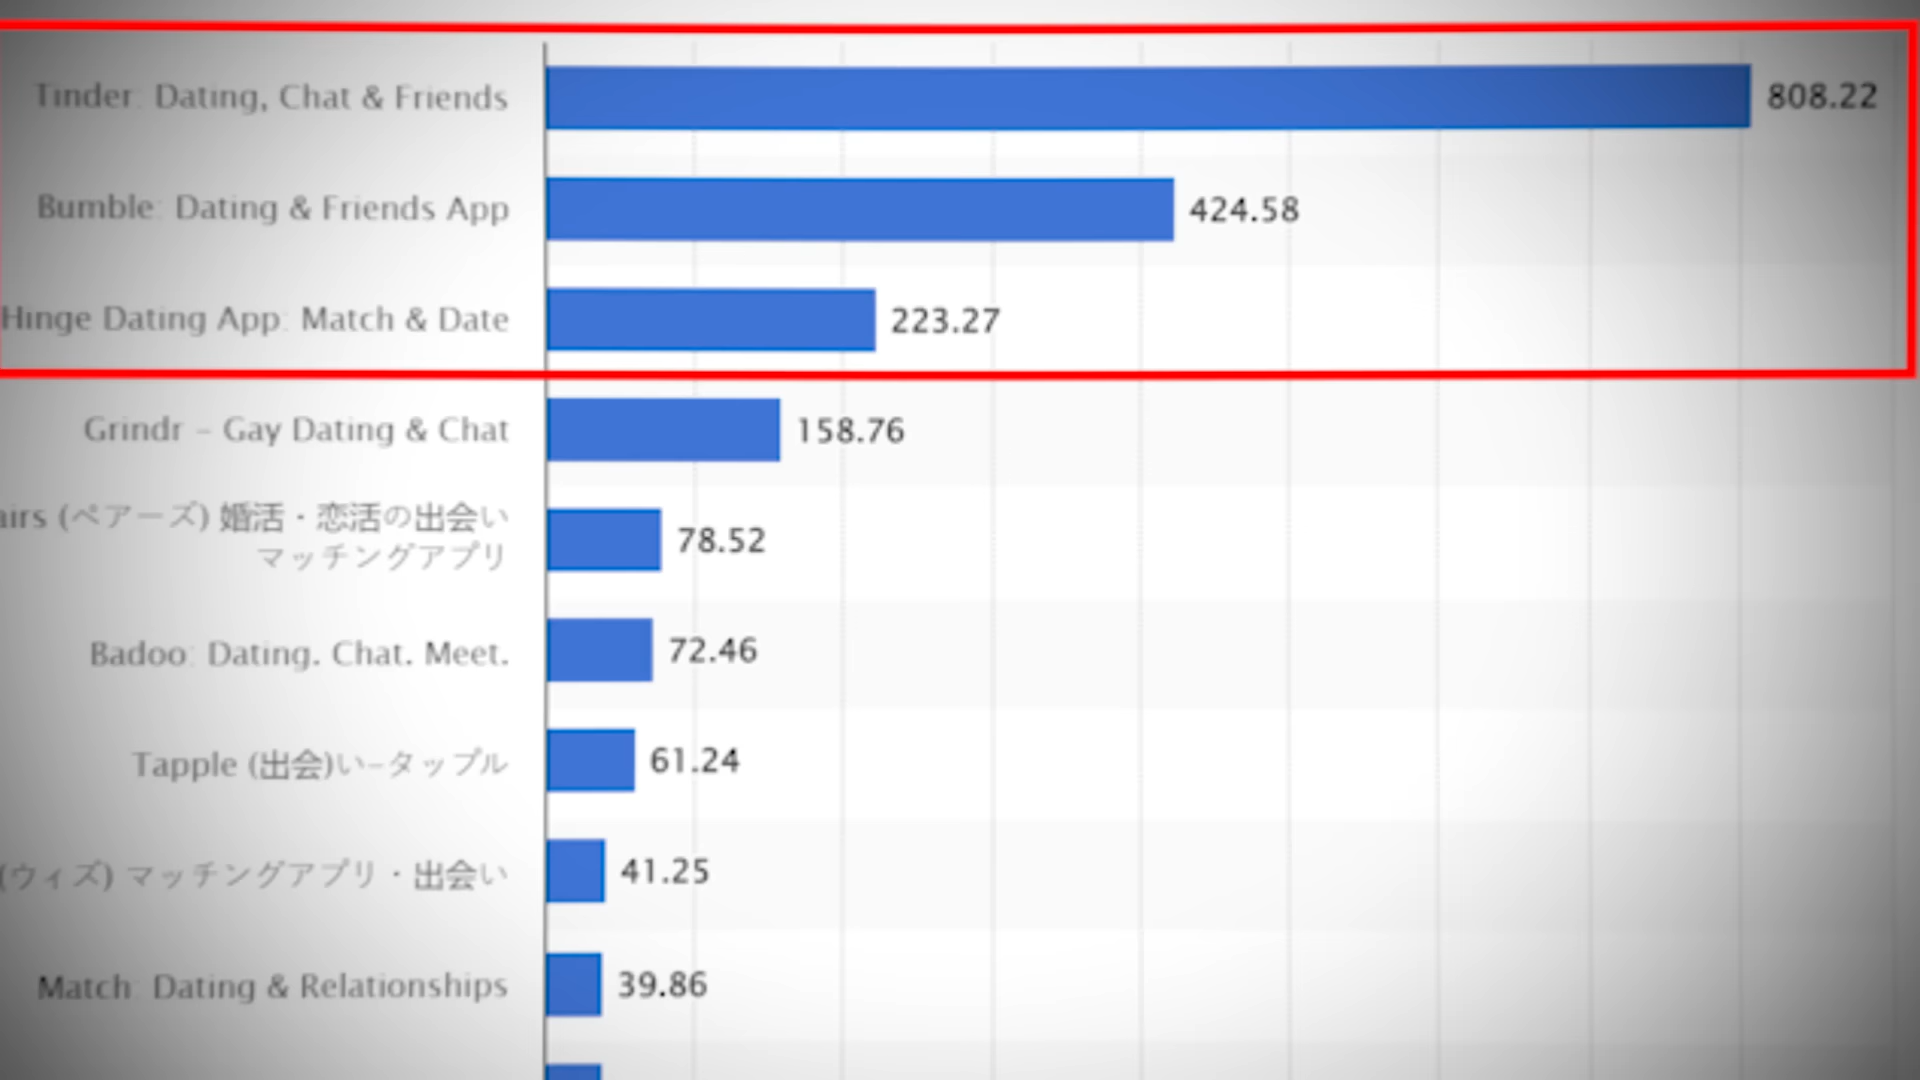 Tinder: Dating, Chat & Friends 808.22
Bumble: Dating & Friends App 424.58
Hinge Dating App: Match & Date 223.27
Grindr – Gay Dating & Chat 158.76
airs (ペアーズ) 婚活・恋活の出会い
マッチングアプリ 78.52
Badoo: Dating. Chat. Meet. 72.46
Tapple (出会)い–タップル 61.24
(ウィズ) マッチングアプリ・出会い 41.25
Match: Dating & Relationships 39.86